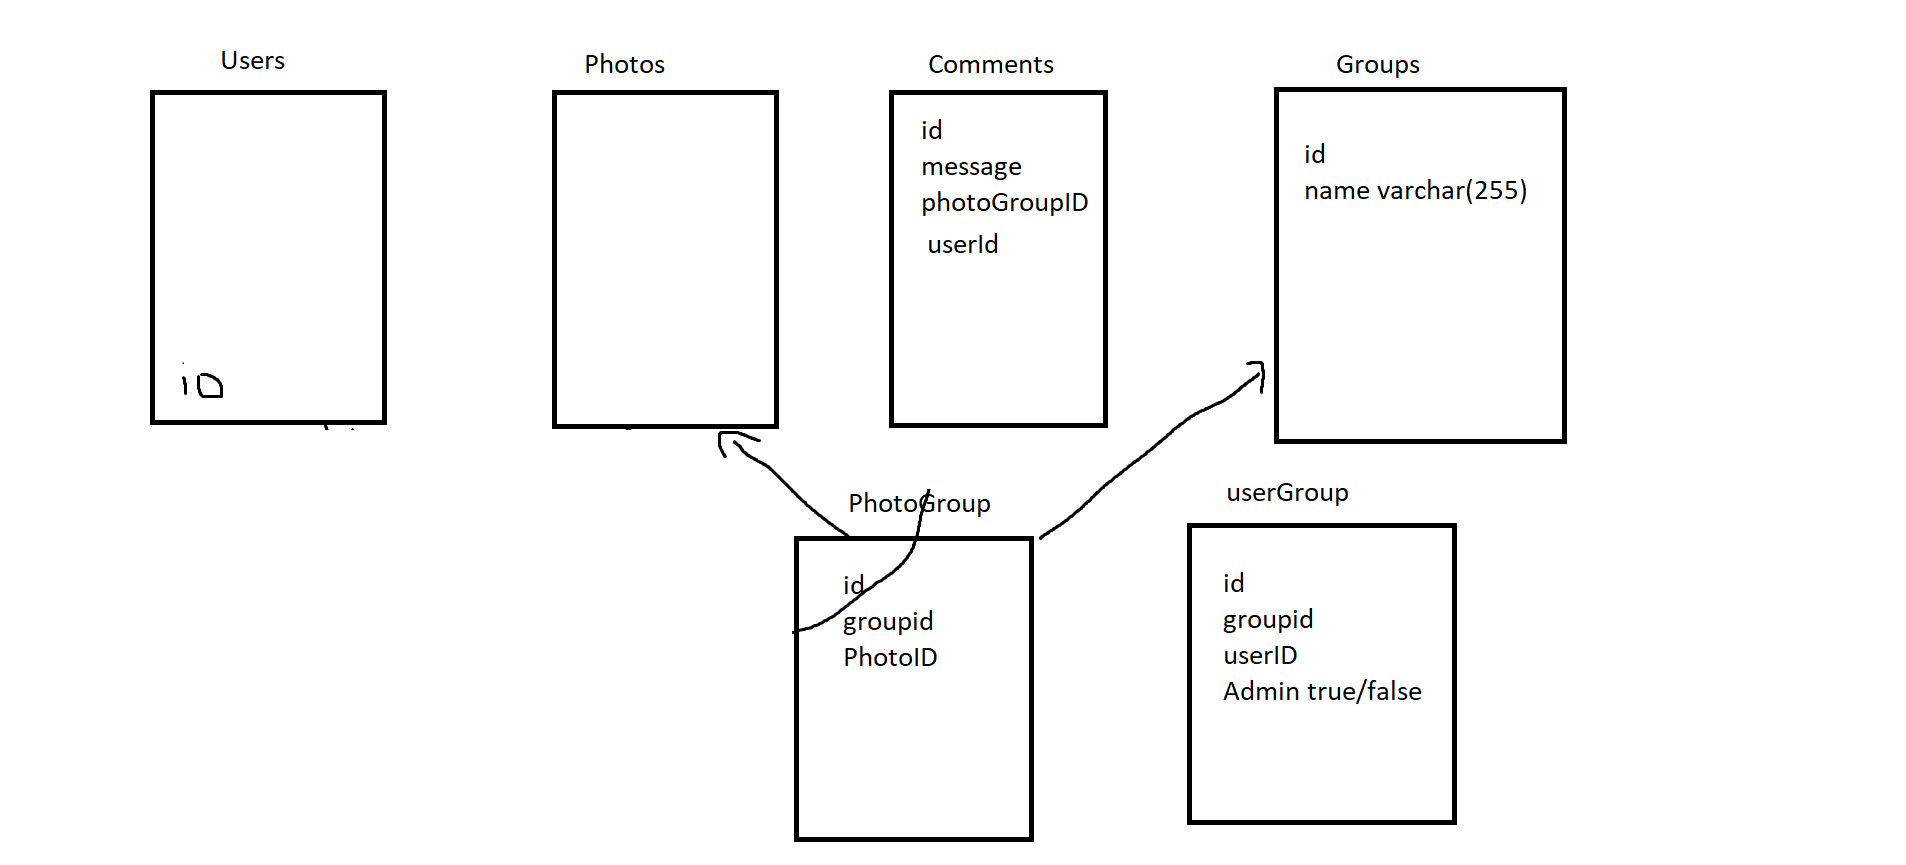 Users
iD
Photos
Comments
id
message
photoGroupID
userId
Groups
id
name varchar(255)
PhotoGroup
id
groupid
PhotoID
userGroup
id
groupid
userID
Admin true/false